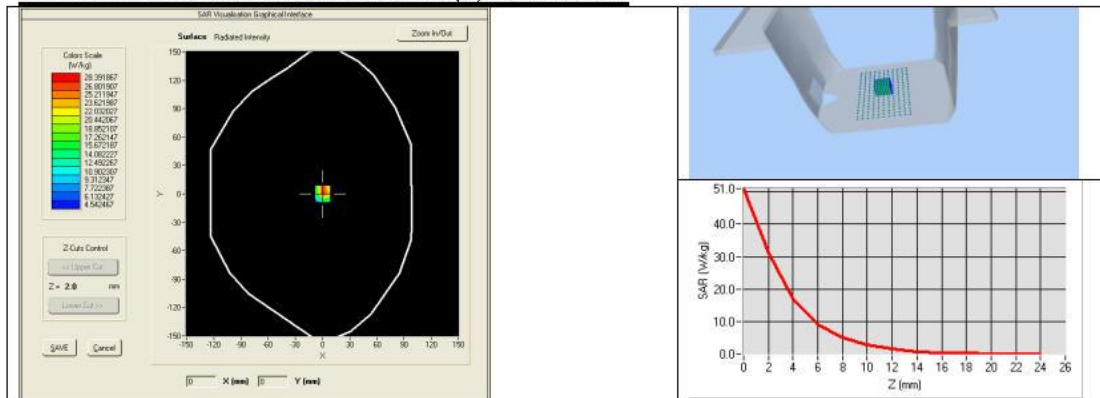 SAR Visualisation Graphical Interface
Surface Radiated Intensity
Zoom In/Out
Colors Scale
(W/kg)
28.391867
26.801907
25.211947
23.621987
22.032027
20.442067
18.852107
17.262147
15.672187
14.082227
12.492267
10.902307
9.312347
7.722387
6.132427
4.542467
150
120
90
60
30
0
-30
-60
-90
-120
-150
Y
-150 -120 -90 -60 -30 0 30 60 90 120 150
X
Z-Cuts Control
<< Upper Cut
Z = 2.0 mm
Lower Cut >>
SAVE Cancel
0 X (mm) 0 Y (mm)
51.0
40.0
30.0
20.0
10.0
0.0
SAR (W/kg)
0 2 4 6 8 10 12 14 16 18 20 22 24 26
Z (mm)